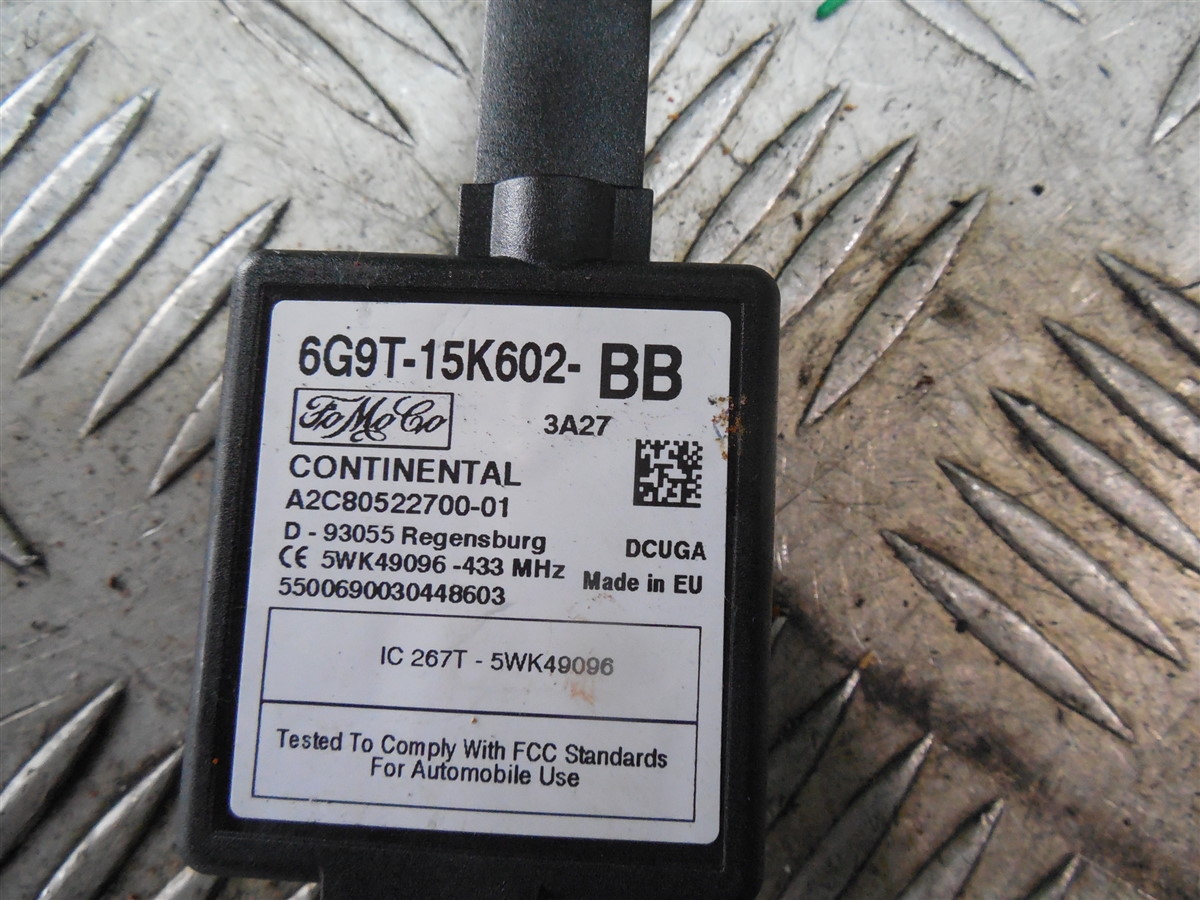 6G9T-15K602- BB
FoMoCo
3A27
CONTINENTAL
A2C80522700-01
D - 93055 Regensburg
DCUGA
CE 5WK49096 -433 MHz
Made in EU
5500690030448603
IC 267T - 5WK49096
Tested To Comply With FCC Standards
For Automobile Use